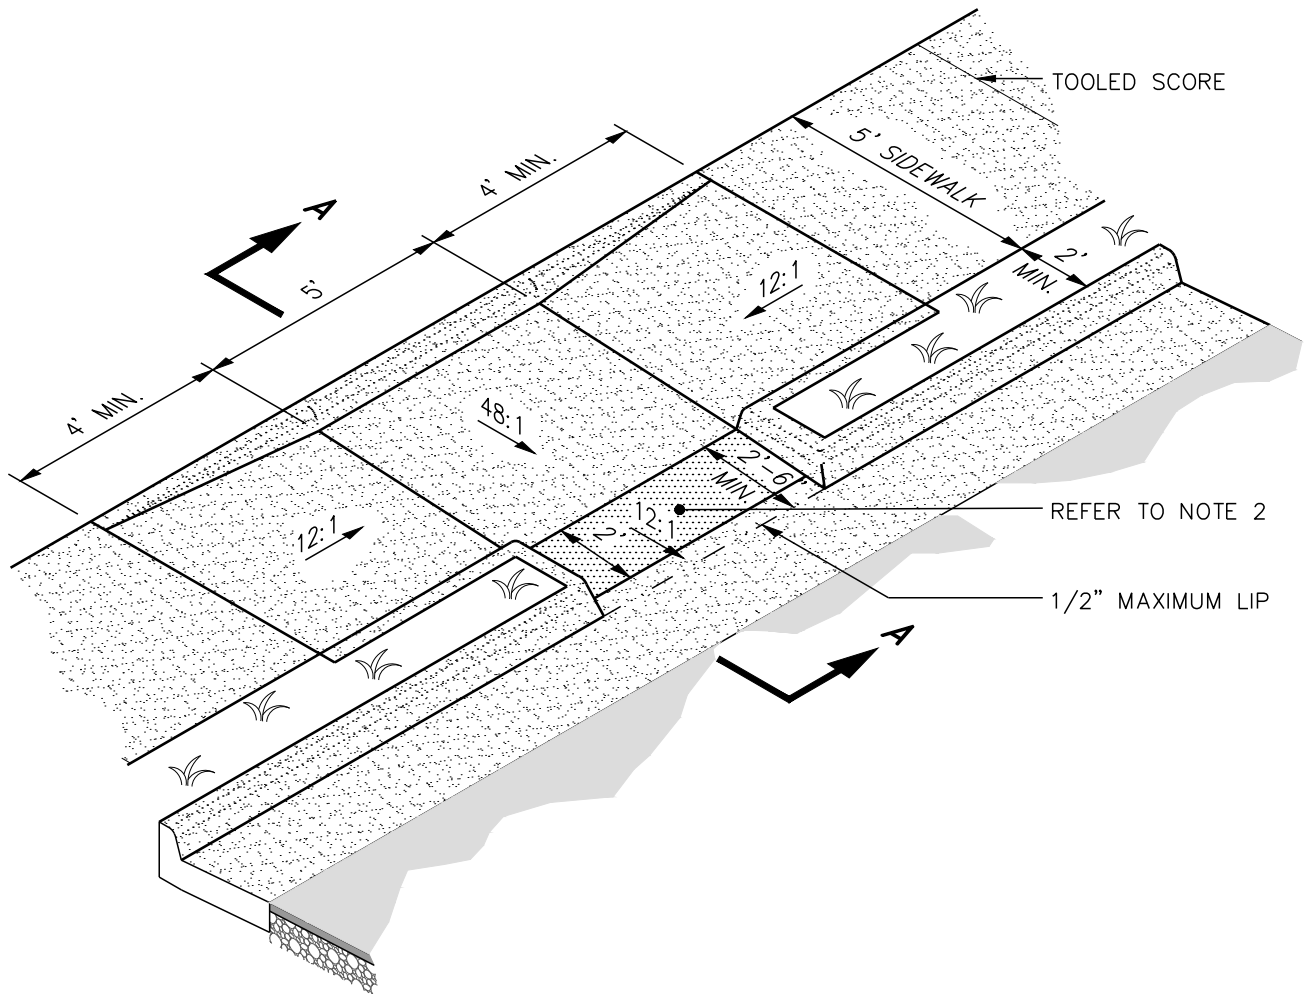 TOOLED SCORE
5' SIDEWALK
4' MIN.
A
2'
MIN.
12:1
5'
4' MIN.
48:1
2'-6"
MIN.
12:1
2'
12:1
REFER TO NOTE 2
1/2" MAXIMUM LIP
A